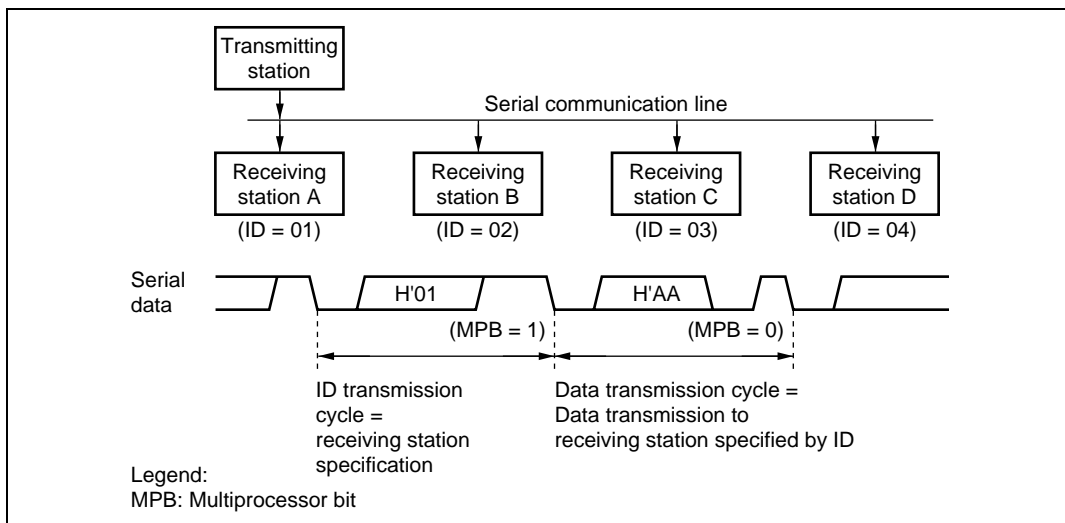 Transmitting
station
Serial communication line
Receiving
station A
(ID = 01)
Receiving
station B
(ID = 02)
Receiving
station C
(ID = 03)
Receiving
station D
(ID = 04)
Serial
data
H'01
H'AA
(MPB = 1)
(MPB = 0)
ID transmission
cycle =
receiving station
specification
Data transmission cycle =
Data transmission to
receiving station specified by ID
Legend:
MPB: Multiprocessor bit